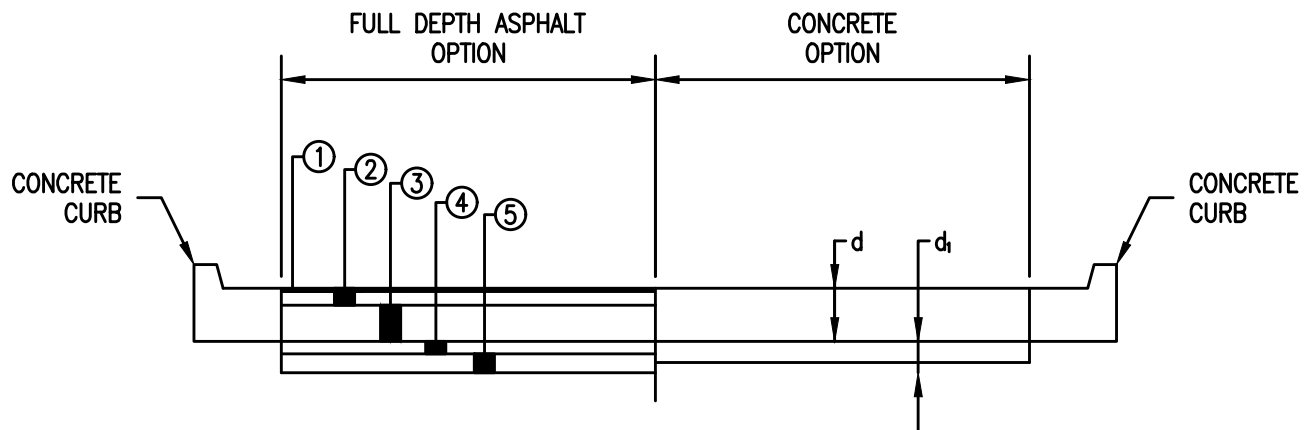 FULL DEPTH ASPHALT
OPTION
CONCRETE
OPTION
1
2
3
4
5
CONCRETE
CURB
CONCRETE
CURB
d
d₁